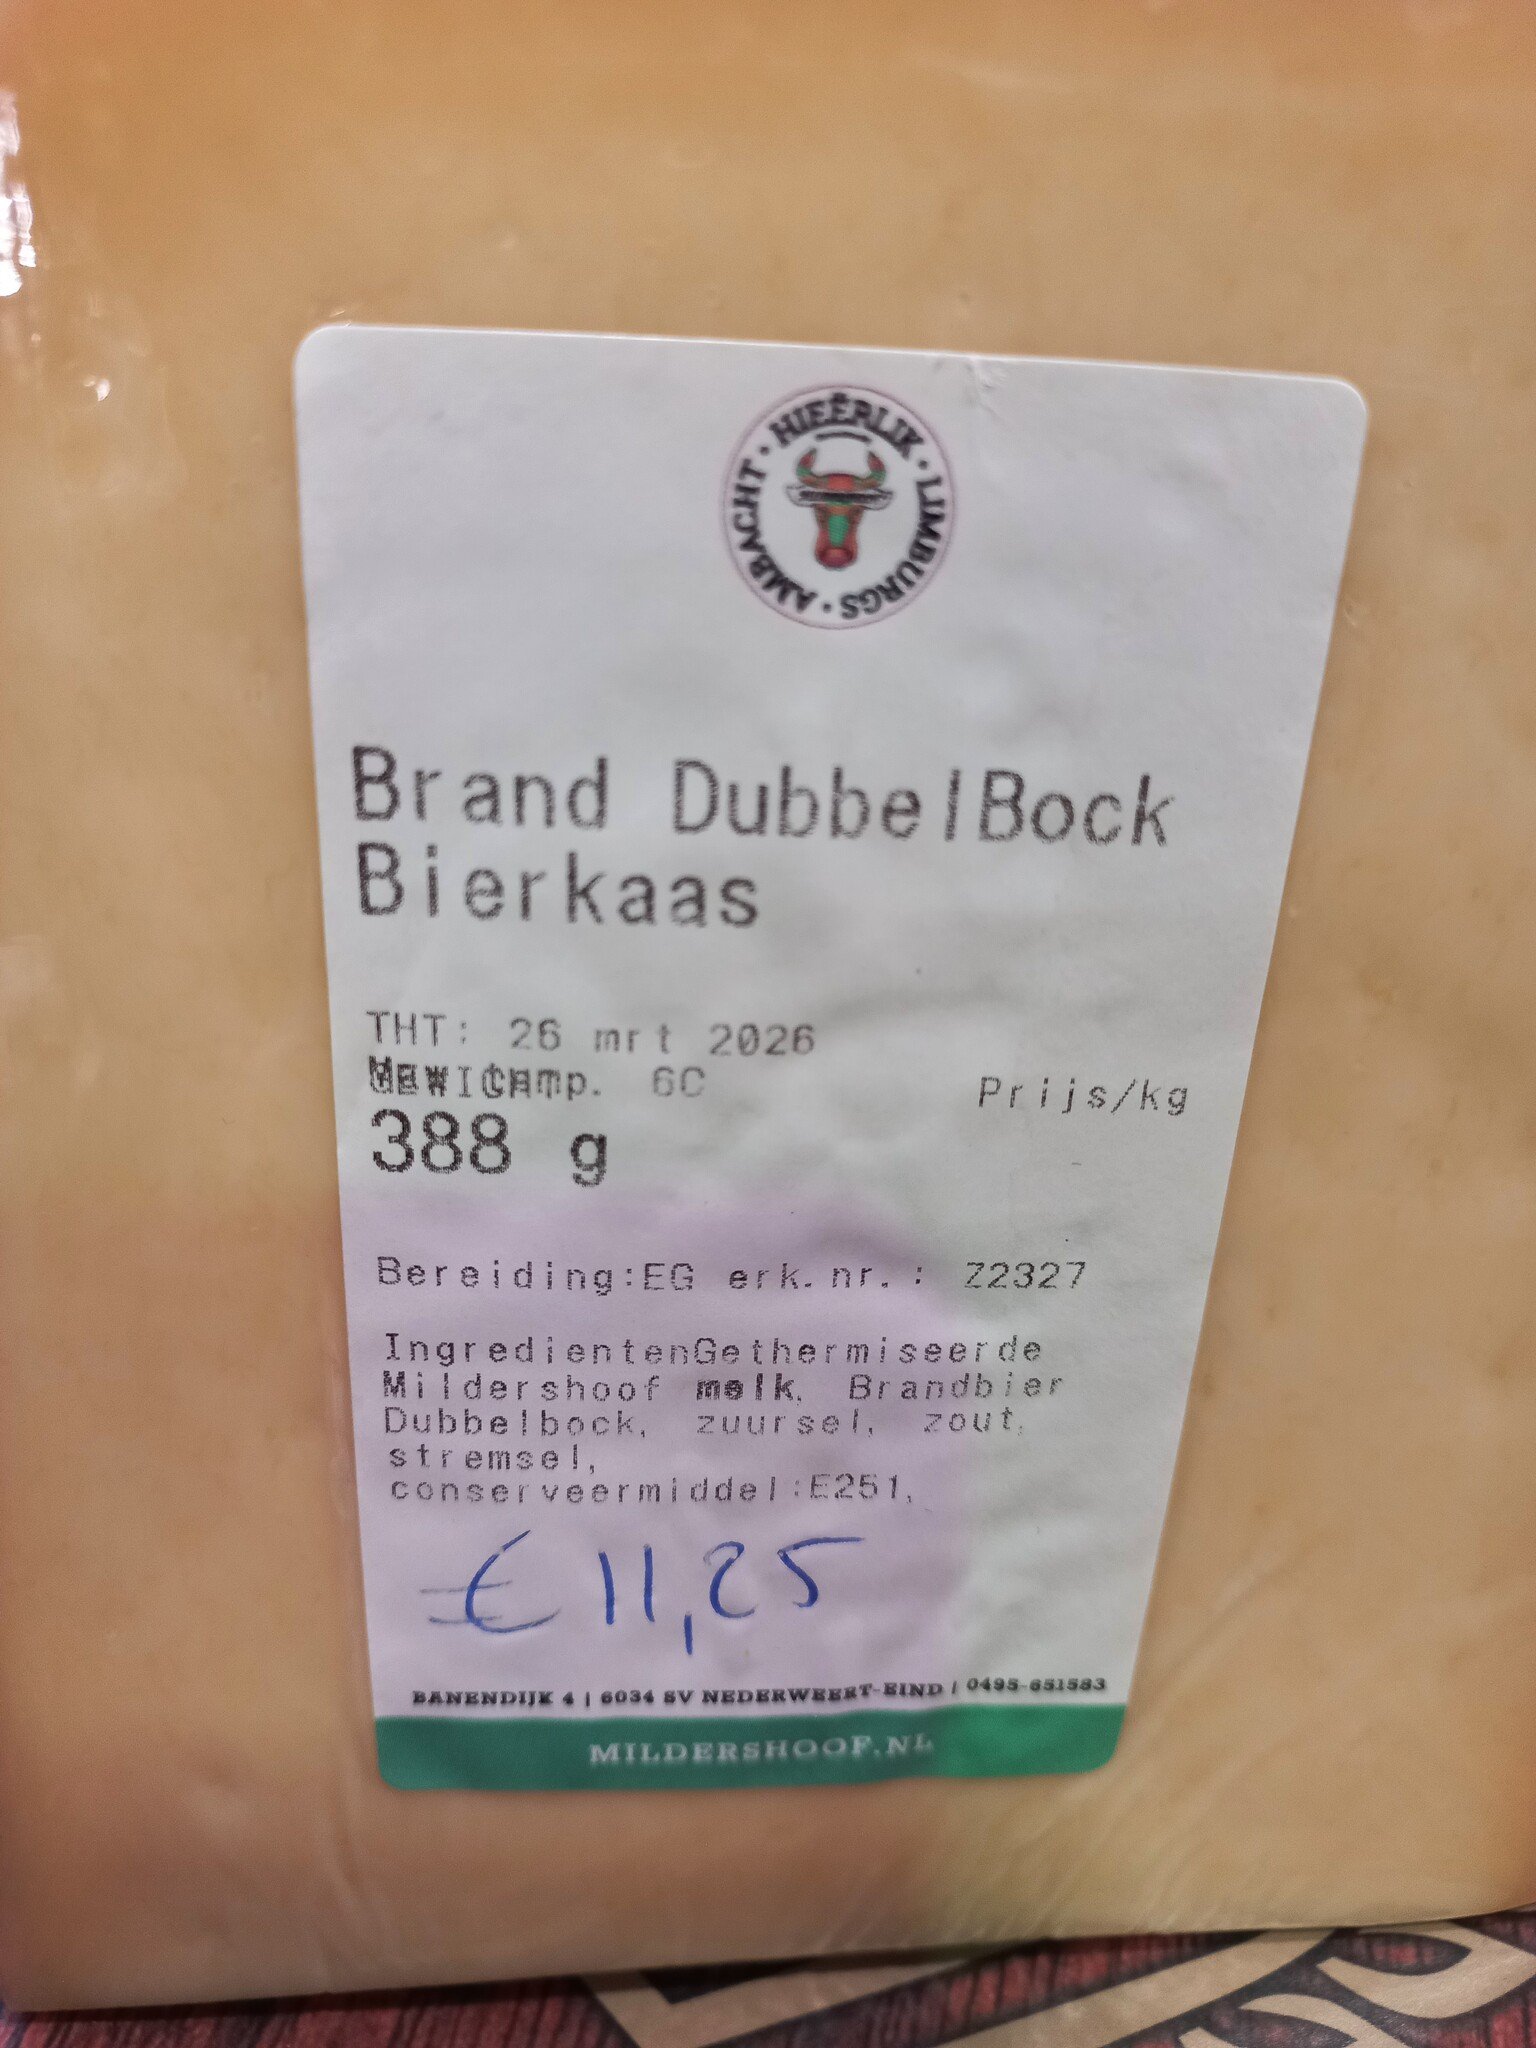 HIEËRLIK · LIMBURGS · AMBACHT ·
Brand DubbelBock
Bierkaas
THT: 26 mrt 2026
6C
Prijs/kg
388 g
Bereiding:EG erk.nr.: Z2327
IngredientenGethermiseerde
Mildershoof melk, Brandbier
Dubbelbock, zuursel, zout,
stremsel,
conserveermiddel:E251,
€ 11,25
BANENDIJK 4 | 6034 SV NEDERWEERT-EIND | 0495-651583
MILDERSHOOF.NL